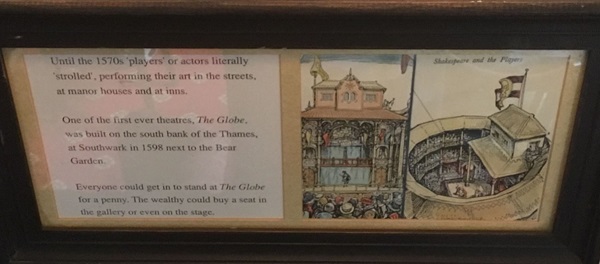 Until the 1570s 'players' or actors literally
'strolled', performing their art in the streets,
at manor houses and at inns.
One of the first ever theatres, The Globe,
was built on the south bank of the Thames,
at Southwark in 1598 next to the Bear
Garden.
Everyone could get in to stand at The Globe
for a penny. The wealthy could buy a seat in
the gallery or even on the stage.
Shakespeare and the Players